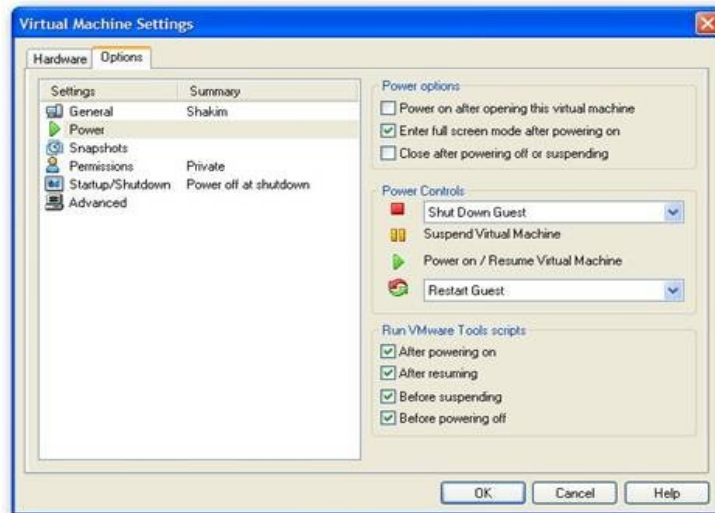 Virtual Machine Settings
Hardware Options
Settings Summary
General Shakim
Power
Snapshots
Permissions Private
Startup/Shutdown Power off at shutdown
Advanced
Power options
Power on after opening this virtual machine
Enter full screen mode after powering on
Close after powering off or suspending
Power Controls
Shut Down Guest
Suspend Virtual Machine
Power on / Resume Virtual Machine
Restart Guest
Run VMware Tools scripts
After powering on
After resuming
Before suspending
Before powering off
OK Cancel Help